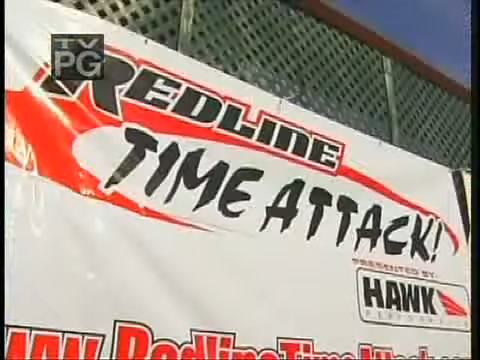 TV
PG
REDLINE
TIME ATTACK!
PRESENTED BY:
HAWK
PERFORMANCE